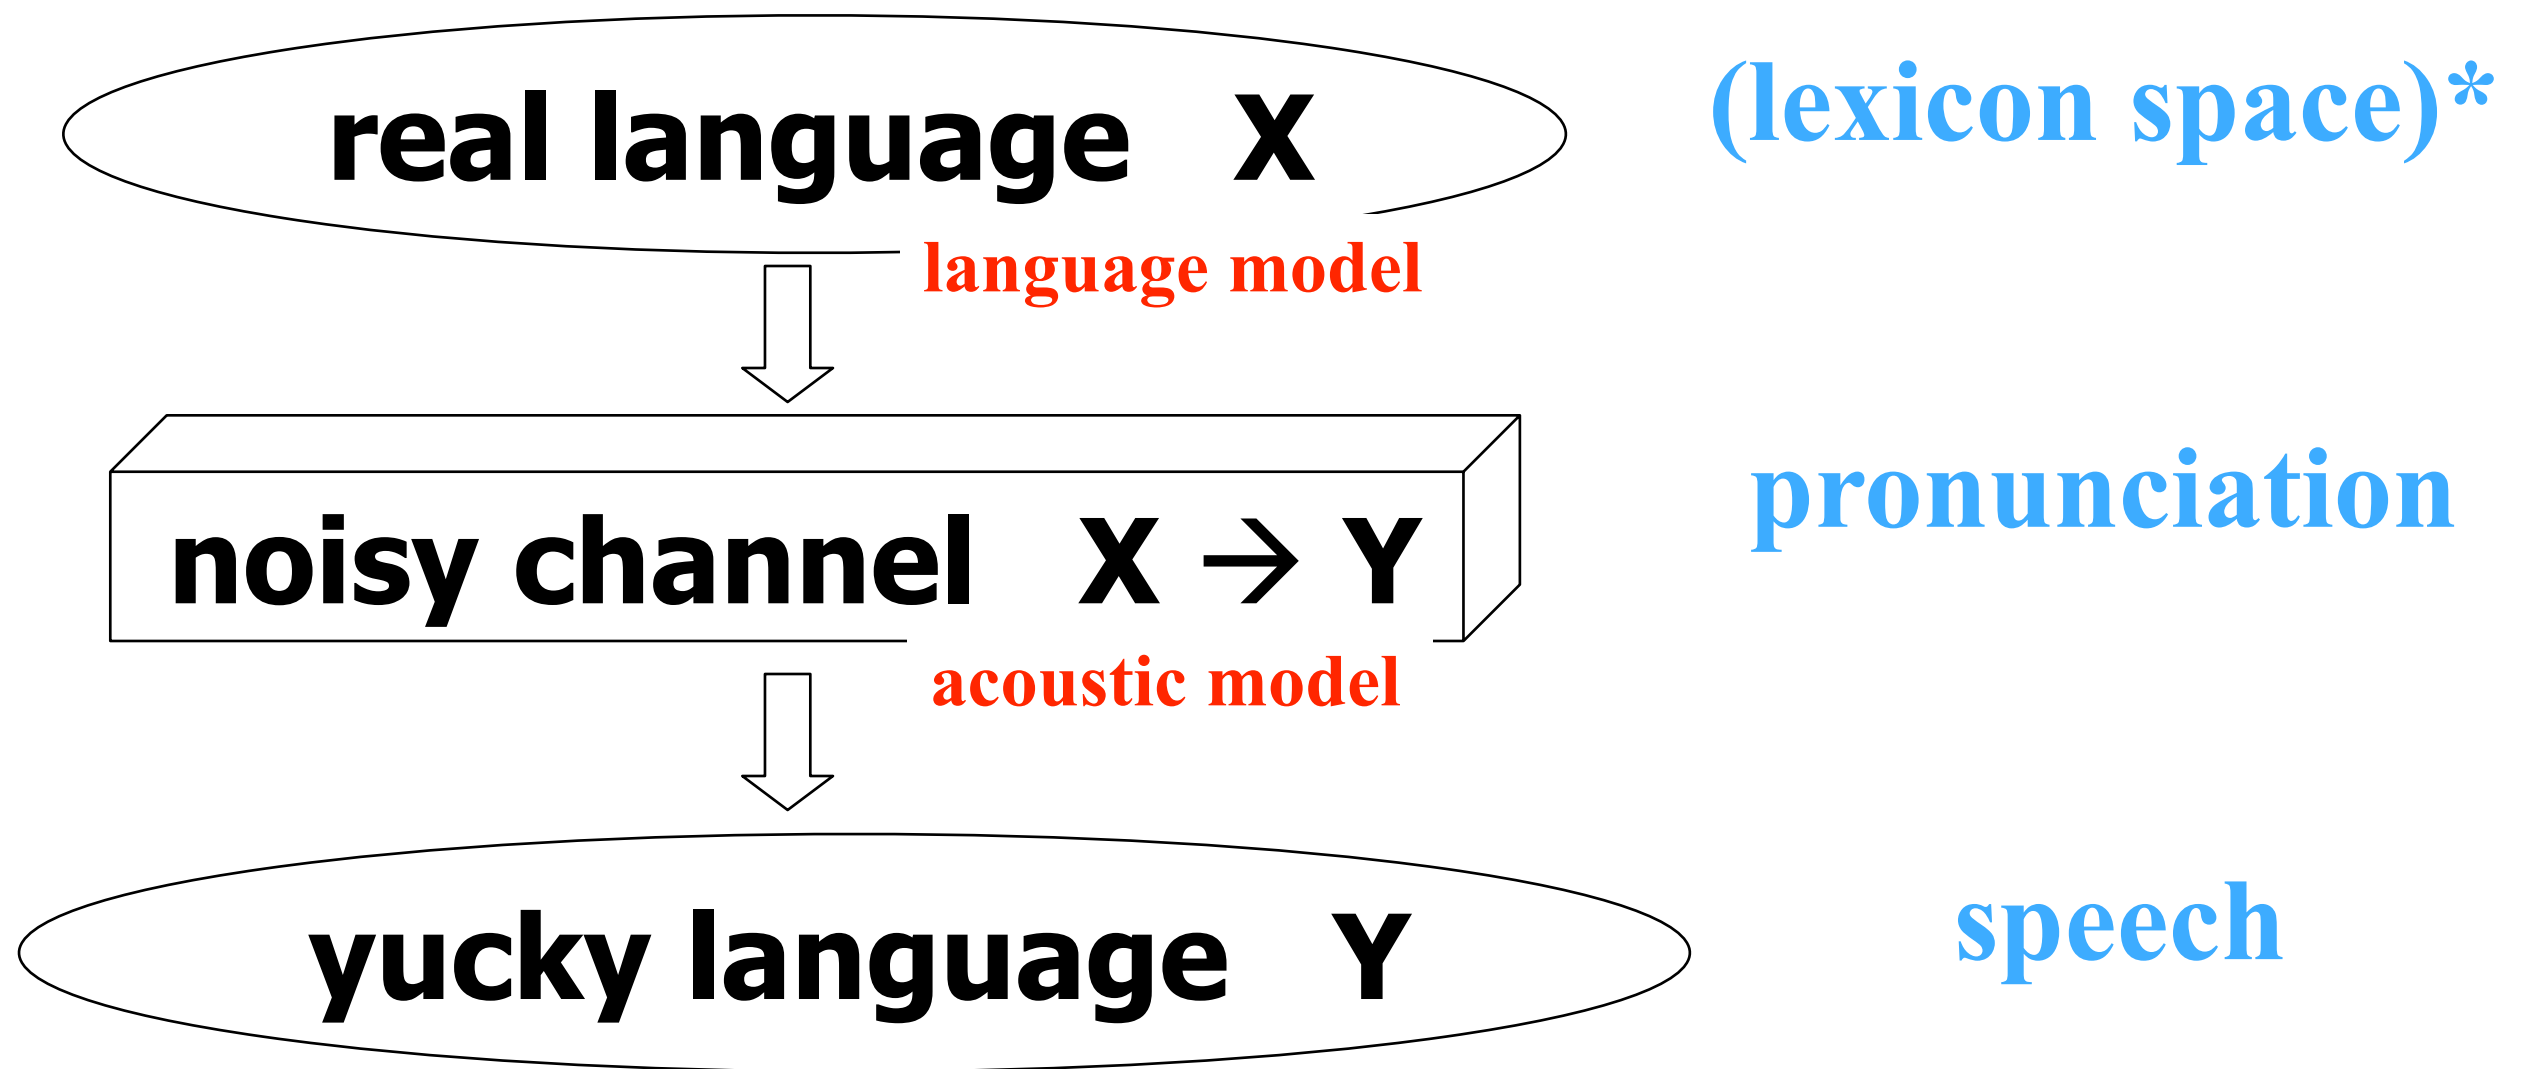 real language X (lexicon space)*
language model
noisy channel X → Y pronunciation
acoustic model
yucky language Y speech